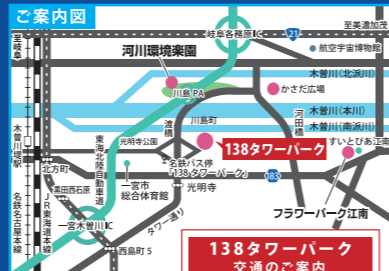 ご案内図
至岐阜
岐阜各務原IC
21
至美濃加茂
航空宇宙博物館
河川環境楽園
木曽川(北派川)
川島PA
かさだ広場
川島町
木曽川(本川)
渡橋
河田橋
木曽川(南派川)
木曽川堤駅
光明寺公園
138タワーパーク
すいとぴあ江南
東海北陸自動車道
名鉄バス停
「138タワーパーク」
北方町
一宮市
総合体育館
光明寺
黒田西石原
フラワーパーク江南
名鉄名古屋本線
JR東海道本線
タワー通り
一宮木曽川IC
西島町5
138タワーパーク
交通のご案内